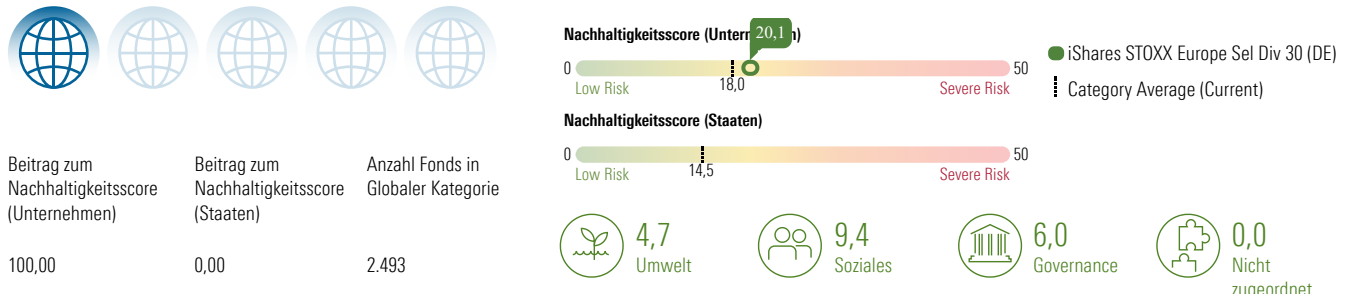 Beitrag zum
Nachhaltigkeitsscore
(Unternehmen)
100,00
Beitrag zum
Nachhaltigkeitsscore
(Staaten)
0,00
Anzahl Fonds in
Globaler Kategorie
2.493
Nachhaltigkeitsscore (Untern n)
20,1
0
50
Low Risk
18,0
Severe Risk
iShares STOXX Europe Sel Div 30 (DE)
Category Average (Current)
Nachhaltigkeitsscore (Staaten)
0
50
Low Risk
14,5
Severe Risk
4,7
Umwelt
9,4
Soziales
6,0
Governance
0,0
Nicht
zugeordnet